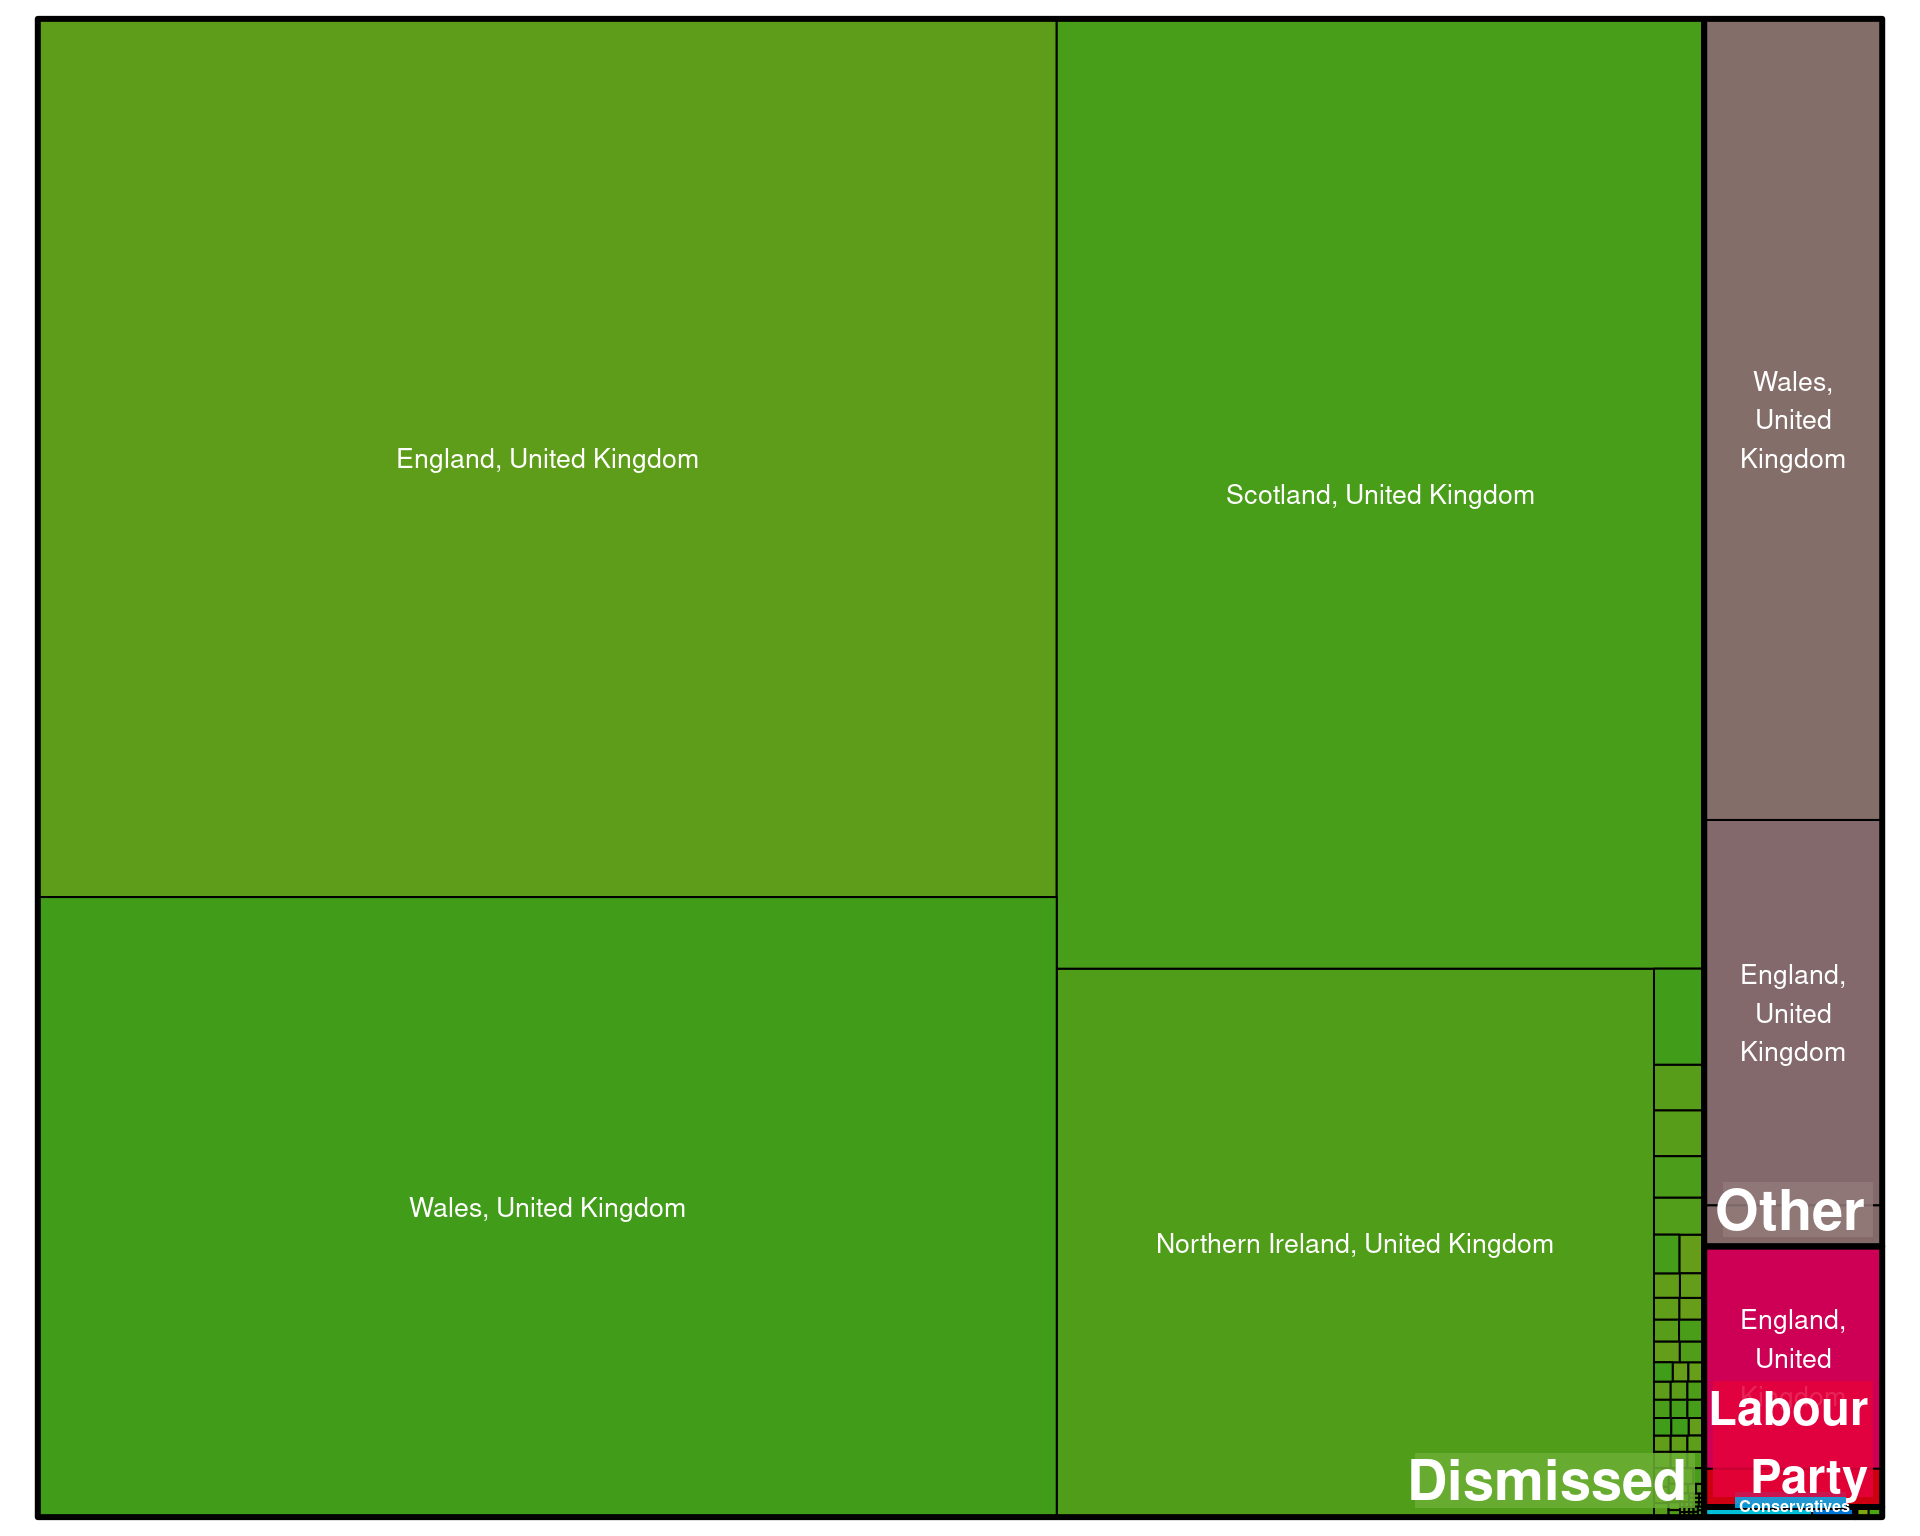 England, United Kingdom
Scotland, United Kingdom
Wales,
United
Kingdom
England,
United
Kingdom
Other
Wales, United Kingdom
Northern Ireland, United Kingdom
England,
United
Kingdom
Labour
Party
Dismissed
Conservatives